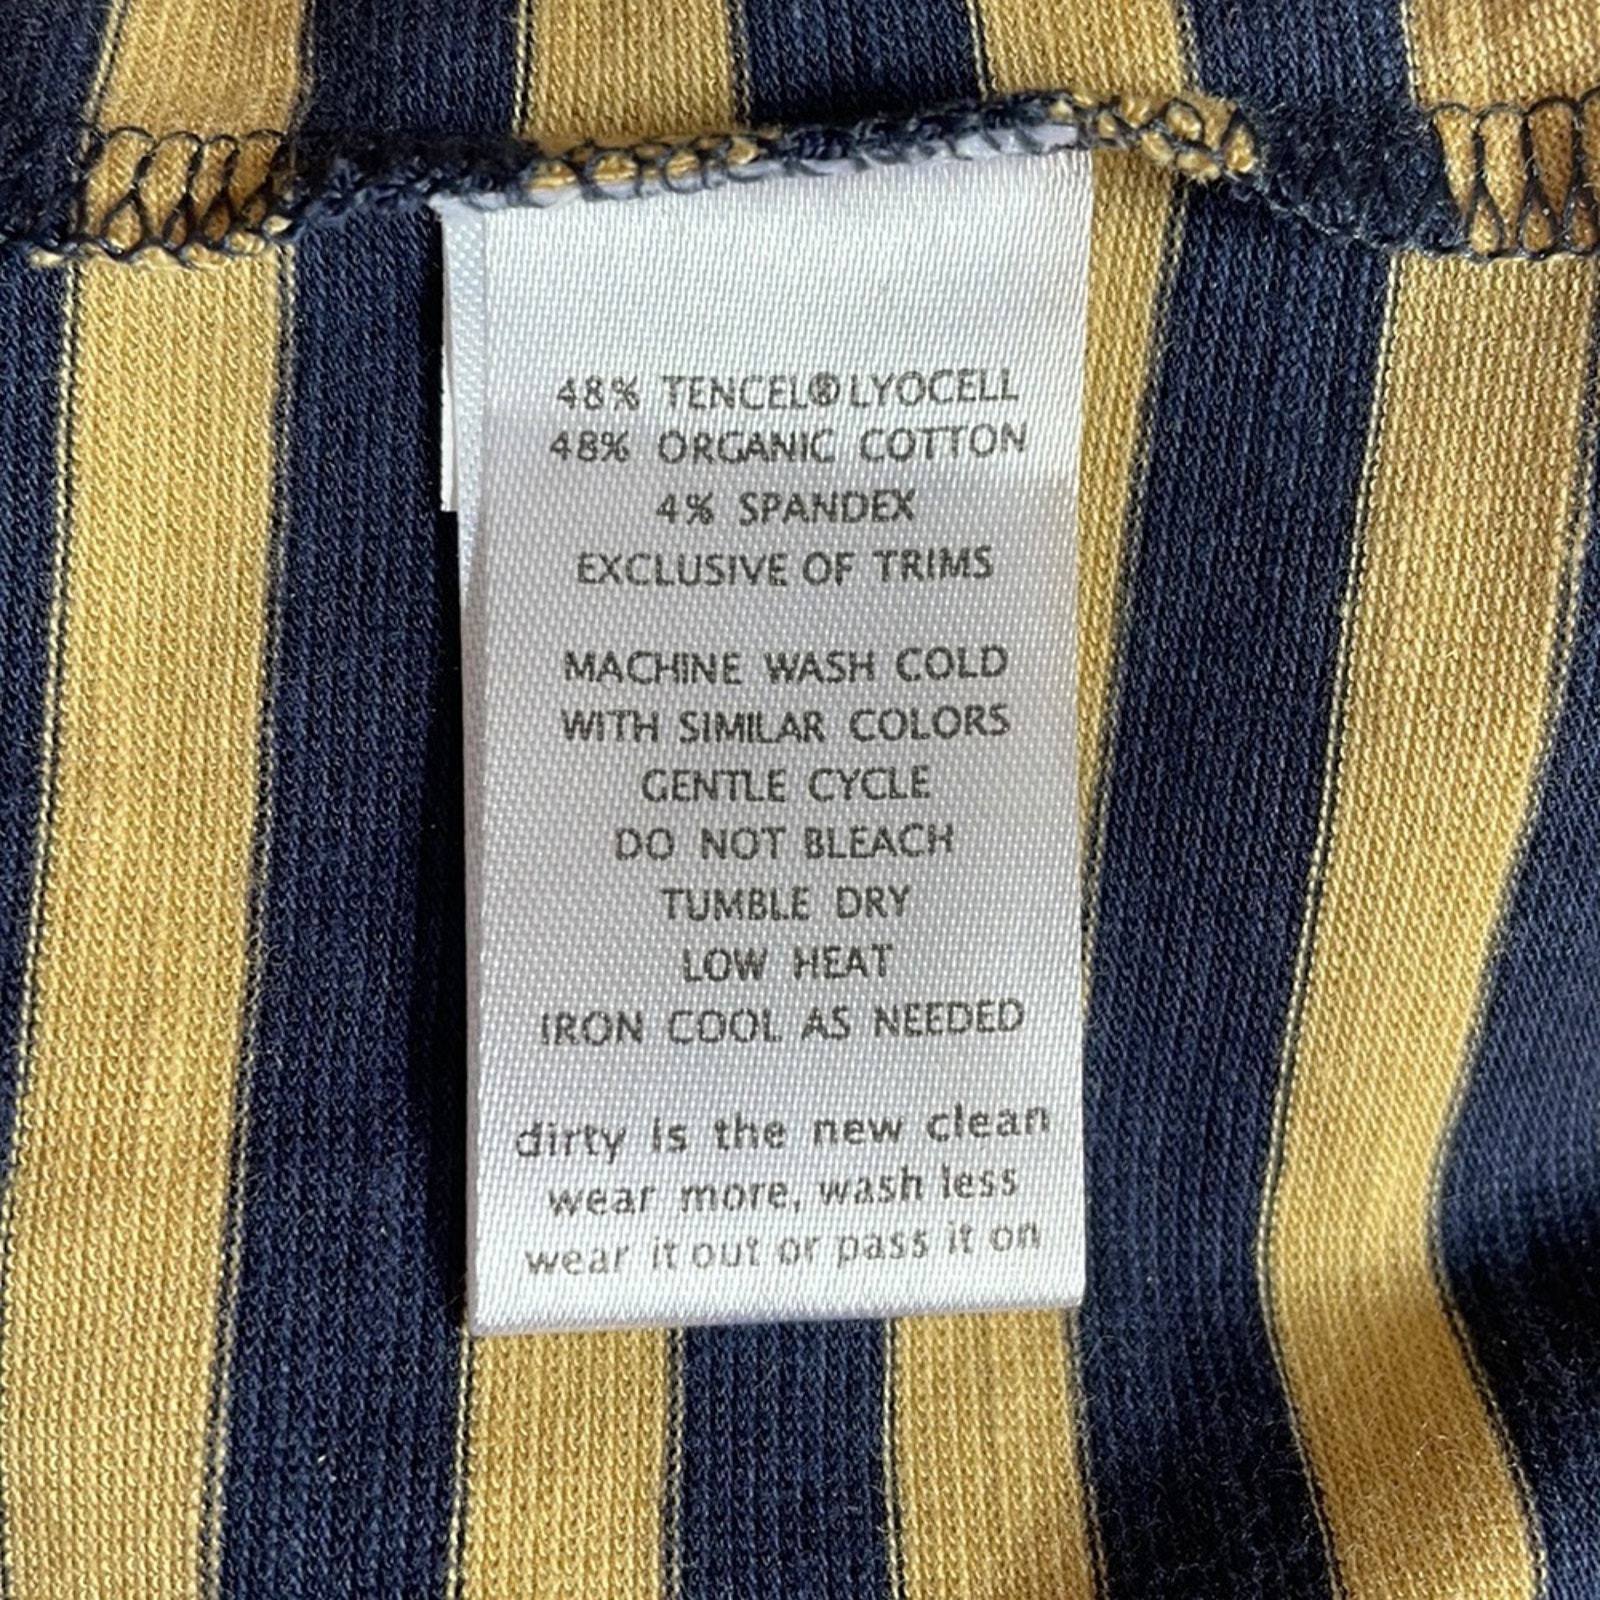 48% TENCEL® LYOCELL
48% ORGANIC COTTON
4% SPANDEX
EXCLUSIVE OF TRIMS
MACHINE WASH COLD
WITH SIMILAR COLORS
GENTLE CYCLE
DO NOT BLEACH
TUMBLE DRY
LOW HEAT
IRON COOL AS NEEDED
dirty is the new clean
wear more, wash less
wear it out or pass it on